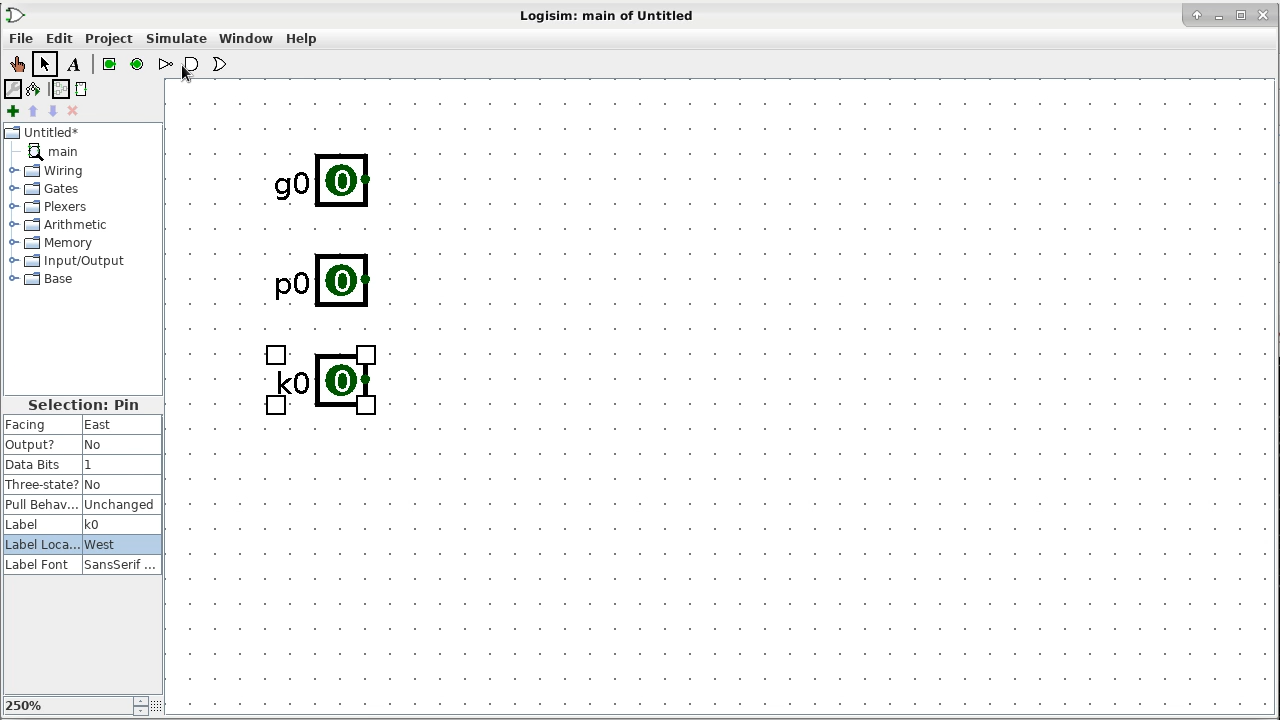 Logisim: main of Untitled
File Edit Project Simulate Window Help
A
Untitled*
main
Wiring
Gates
Plexers
Arithmetic
Memory
Input/Output
Base
g0 0
p0 0
k0 0
Selection: Pin
Facing East
Output? No
Data Bits 1
Three-state? No
Pull Behav... Unchanged
Label k0
Label Loca... West
Label Font SansSerif ...
250%